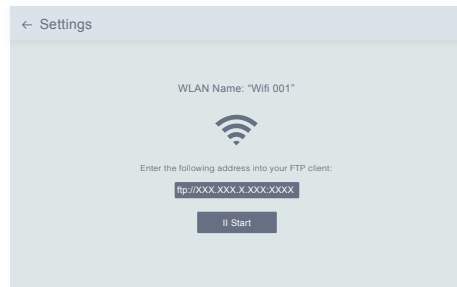 ← Settings
WLAN Name: “Wifi 001”
Enter the following address into your FTP client:
ftp://XXX.XXX.X.XXX:XXXX
II Start